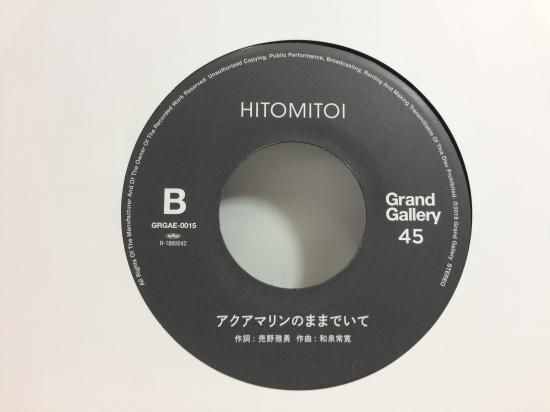 All Rights Of The Manufacturer And Of The Owner Of The Recorded Work Reserved. Unauthorized Copying, Public Performance, Broadcasting, Renting And Making Transmittable Of This Disc Prohibited. ℗2018 Grand Gallery STEREO
HITOMITOI
B
GRGAE-0015
R-1860042
Grand
Gallery
45
アクアマリンのままでいて
作詞：売野雅勇 作曲：和泉常寛